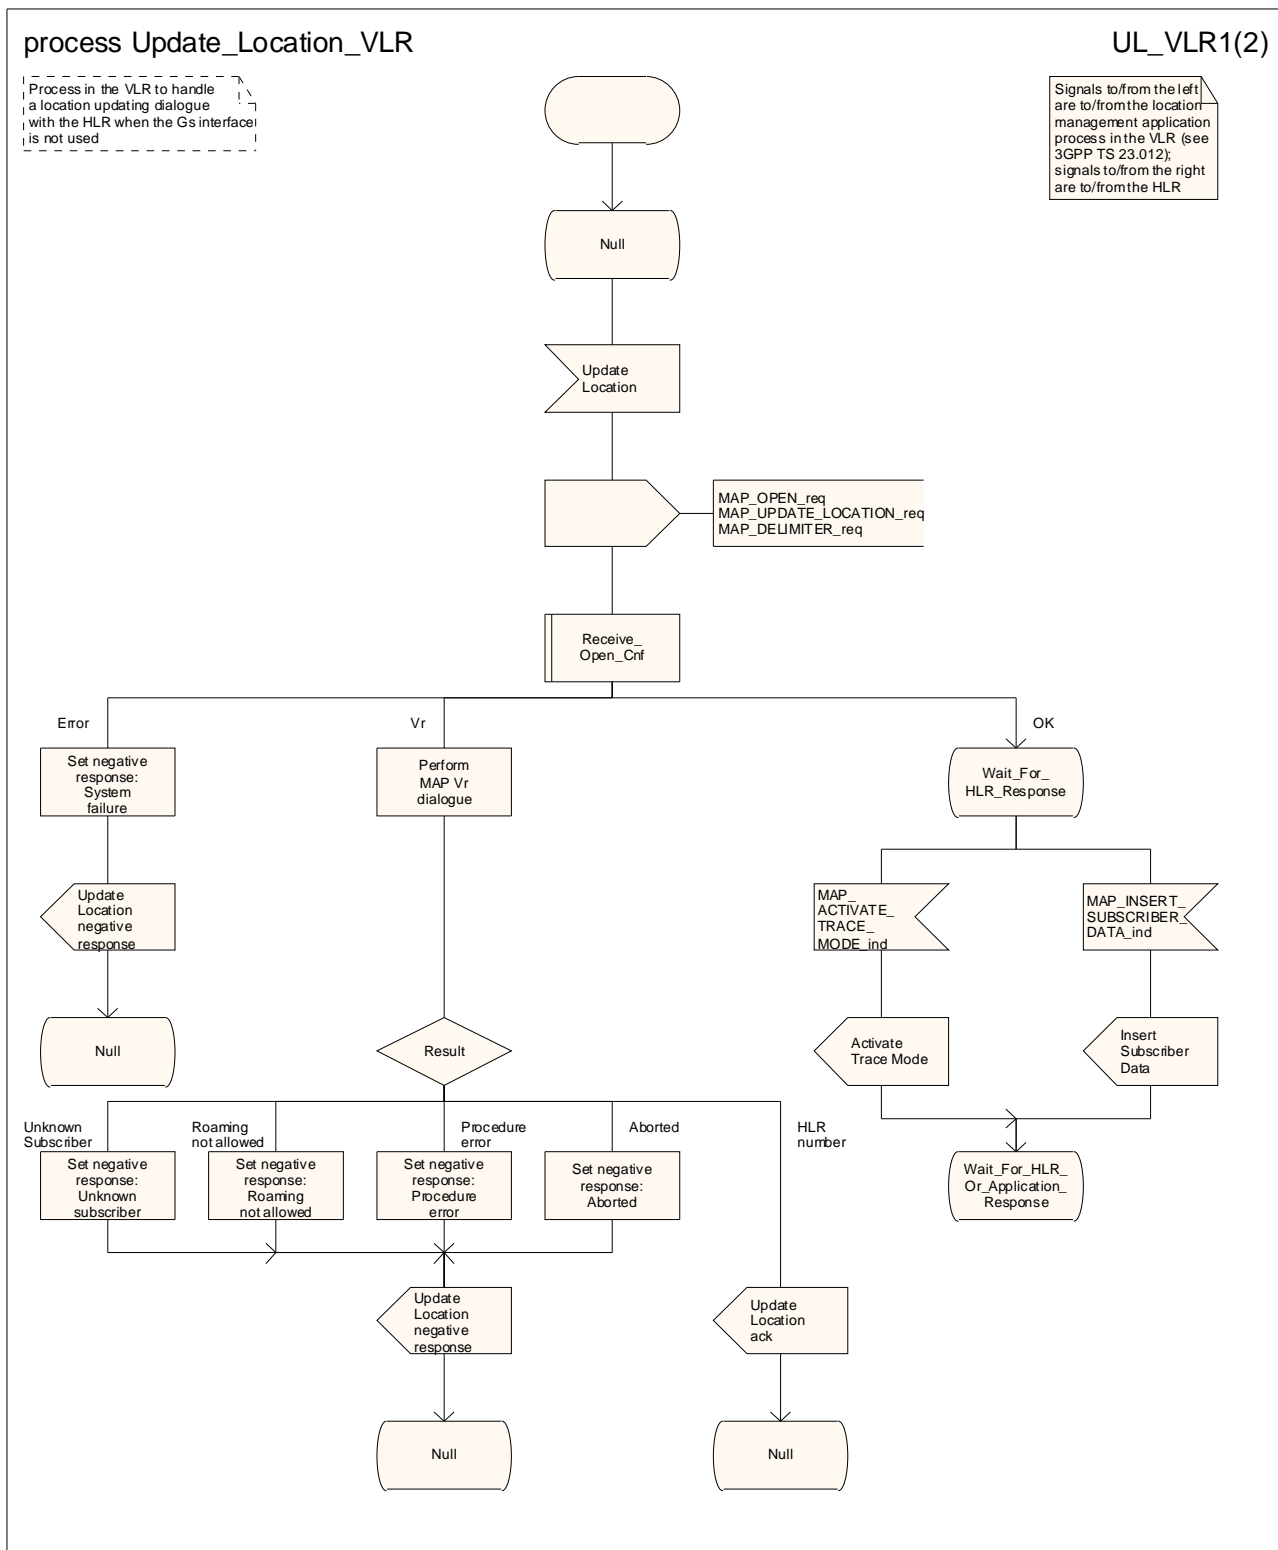 process Update_Location_VLR
UL_VLR1(2)
Process in the VLR to handle
a location updating dialogue
with the HLR when the Gs interface
is not used
Signals to/from the left
are to/from the location
management application
process in the VLR (see
3GPP TS 23.012);
signals to/from the right
are to/from the HLR
Null
Update
Location
MAP_OPEN_req
MAP_UPDATE_LOCATION_req
MAP_DELIMITER_req
Receive_
Open_Cnf
Error
Vr
OK
Set negative
response:
System
failure
Perform
MAP Vr
dialogue
Wait_For_
HLR_Response
Update
Location
negative
response
MAP_
ACTIVATE_
TRACE_
MODE_ind
MAP_INSERT_
SUBSCRIBER_
DATA_ind
Null
Result
Activate
Trace Mode
Insert
Subscriber
Data
Unknown
Subscriber
Roaming
not allowed
Procedure
error
Aborted
HLR
number
Set negative
response:
Unknown
subscriber
Set negative
response:
Roaming
not allowed
Set negative
response:
Procedure
error
Set negative
response:
Aborted
Wait_For_HLR_
Or_Application_
Response
Update
Location
negative
response
Update
Location
ack
Null
Null